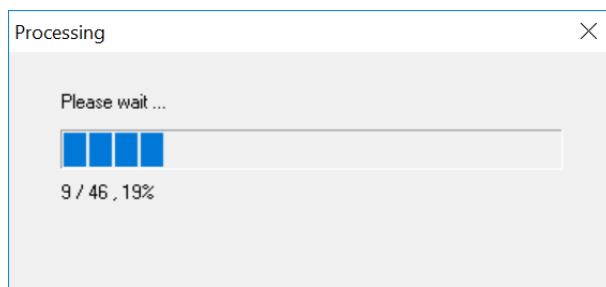 Processing
Please wait ...
9 / 46 , 19%